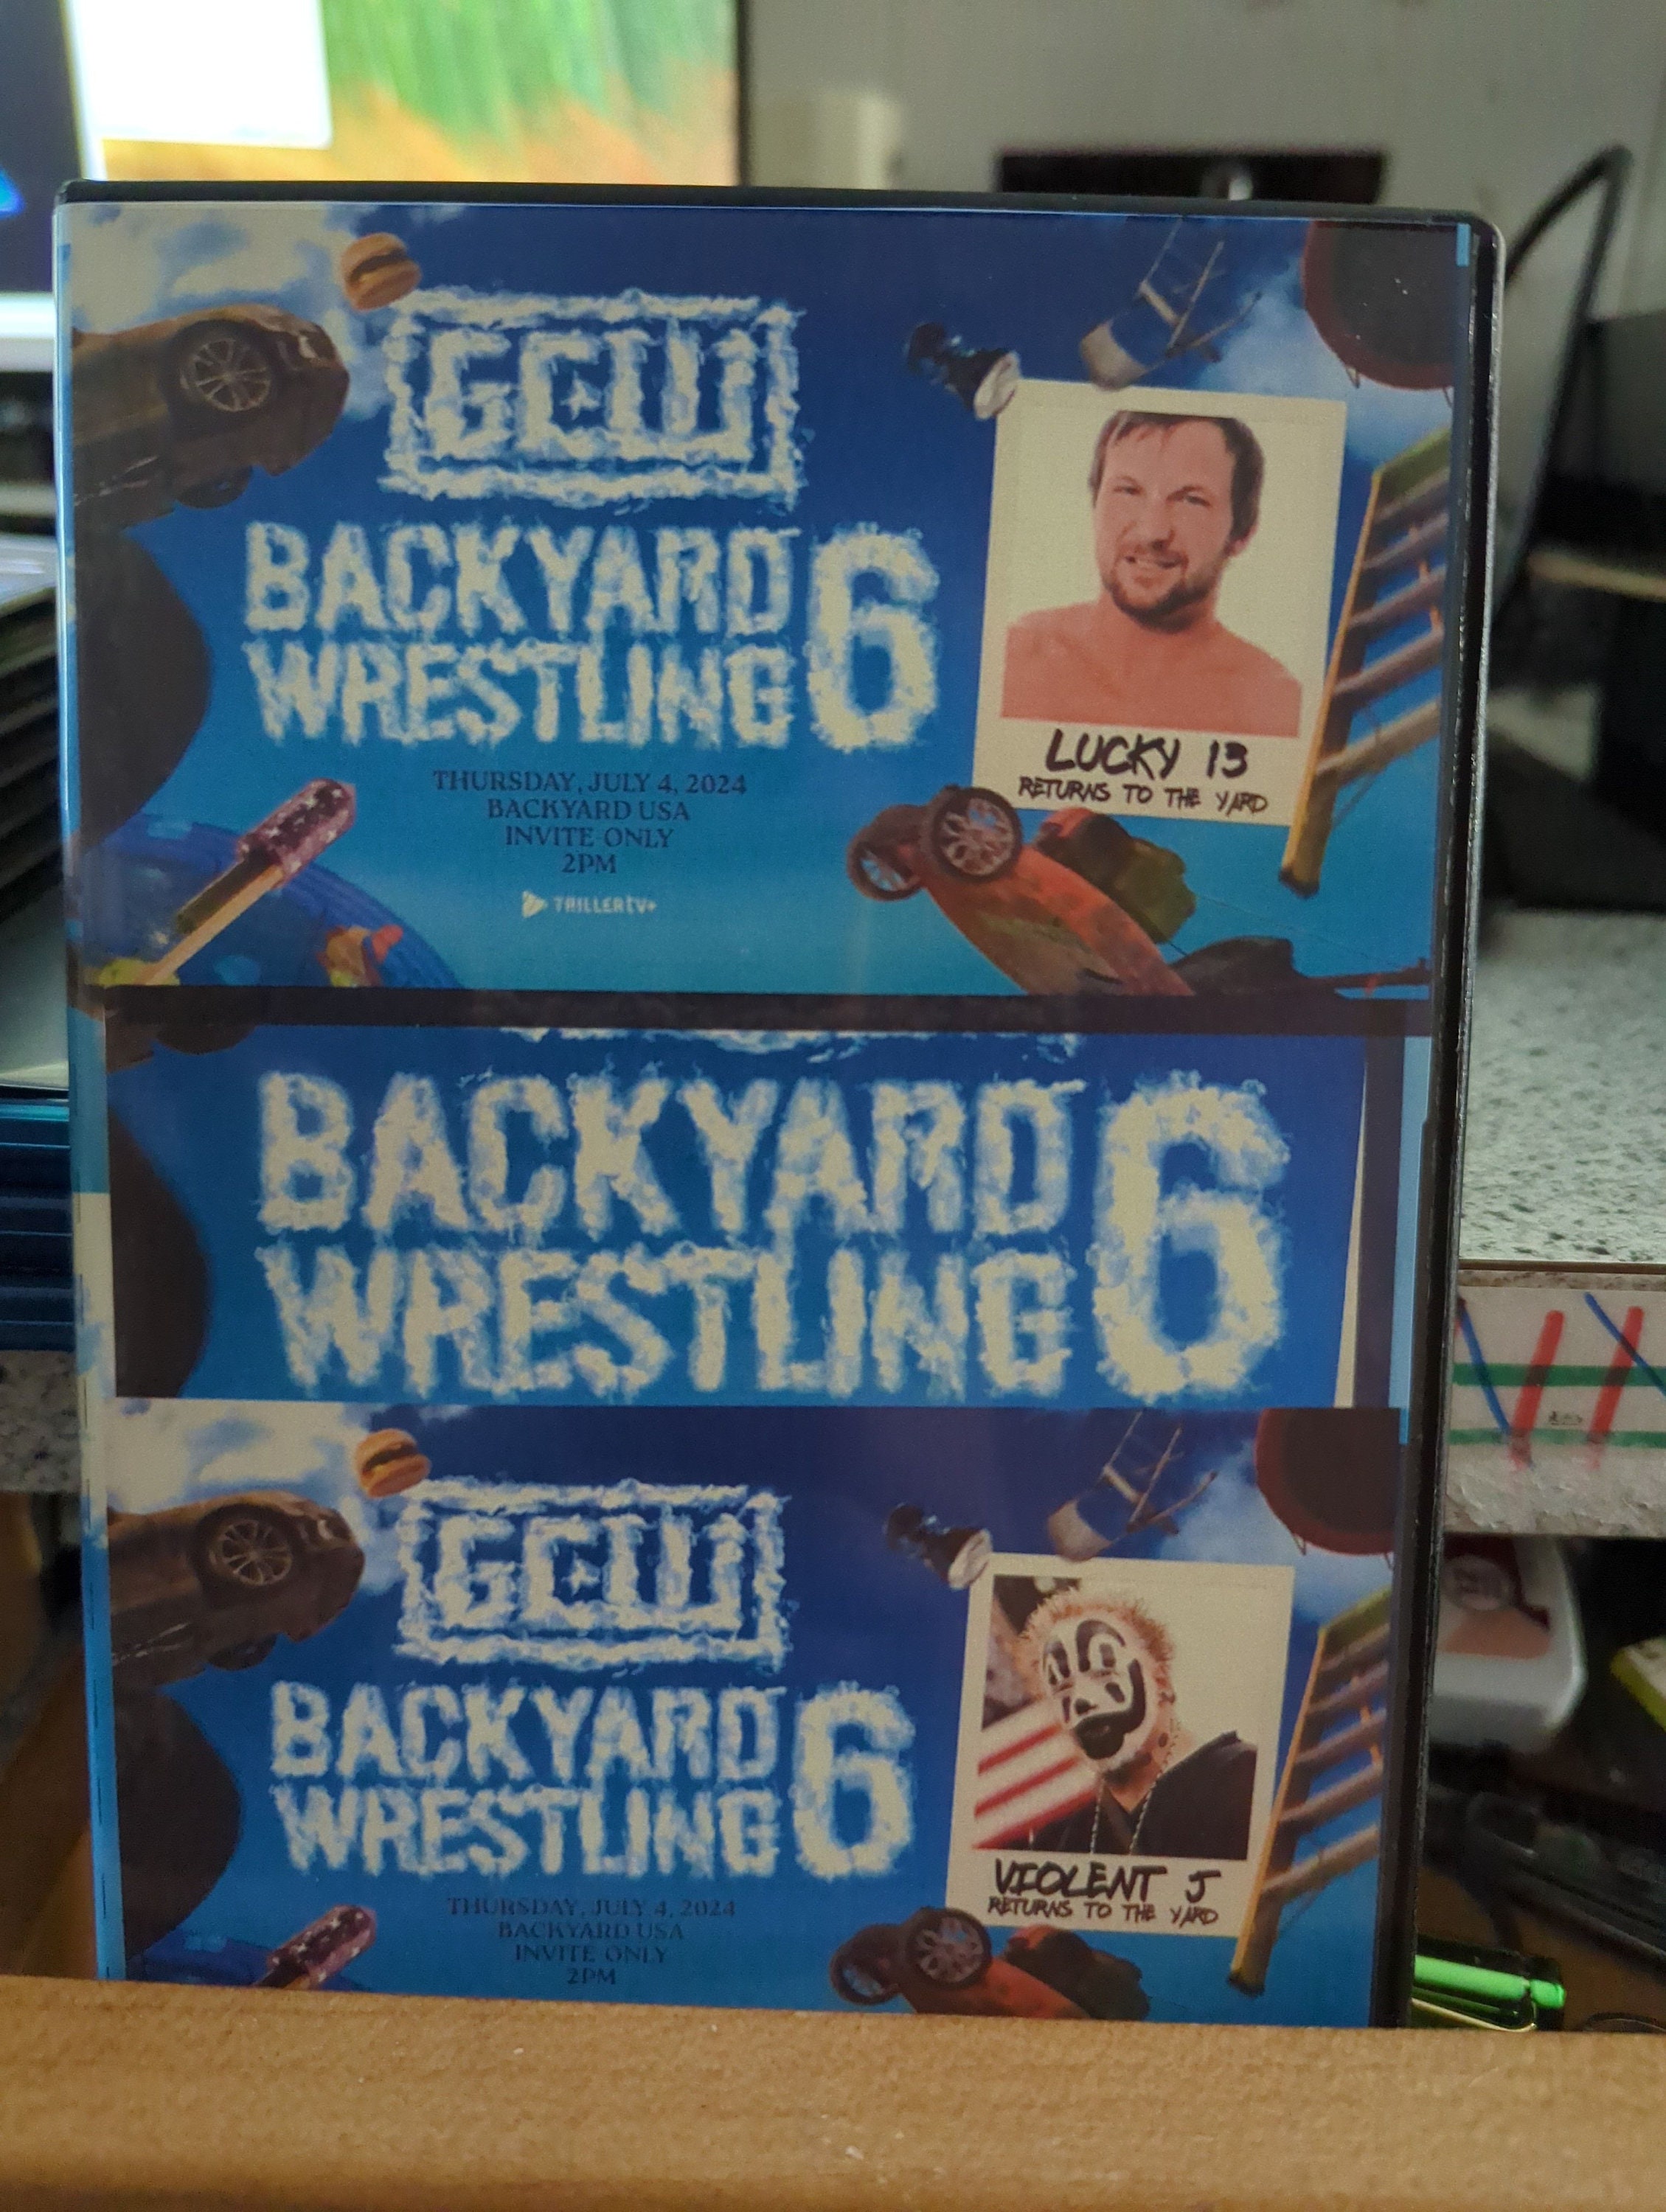 GCW
BACKYARD
WRESTLING 6
LUCKY 13
RETURNS TO THE YARD
THURSDAY, JULY 4, 2024
BACKYARD USA
INVITE ONLY
2PM
TRILLERTV+
BACKYARD
WRESTLING 6
GCW
BACKYARD
WRESTLING 6
VIOLENT J
RETURNS TO THE YARD
THURSDAY, JULY 4, 2024
BACKYARD USA
INVITE ONLY
2PM